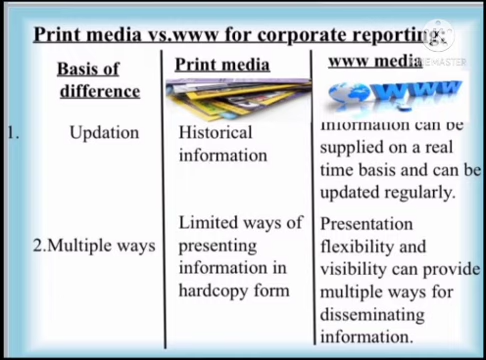 Print media vs.www for corporate reporting:
Basis of
difference
Print media
www media
www
1. Updation
Historical
information
Information can be
supplied on a real
time basis and can be
updated regularly.
2.Multiple ways
Limited ways of
presenting
information in
hardcopy form
Presentation
flexibility and
visibility can provide
multiple ways for
disseminating
information.